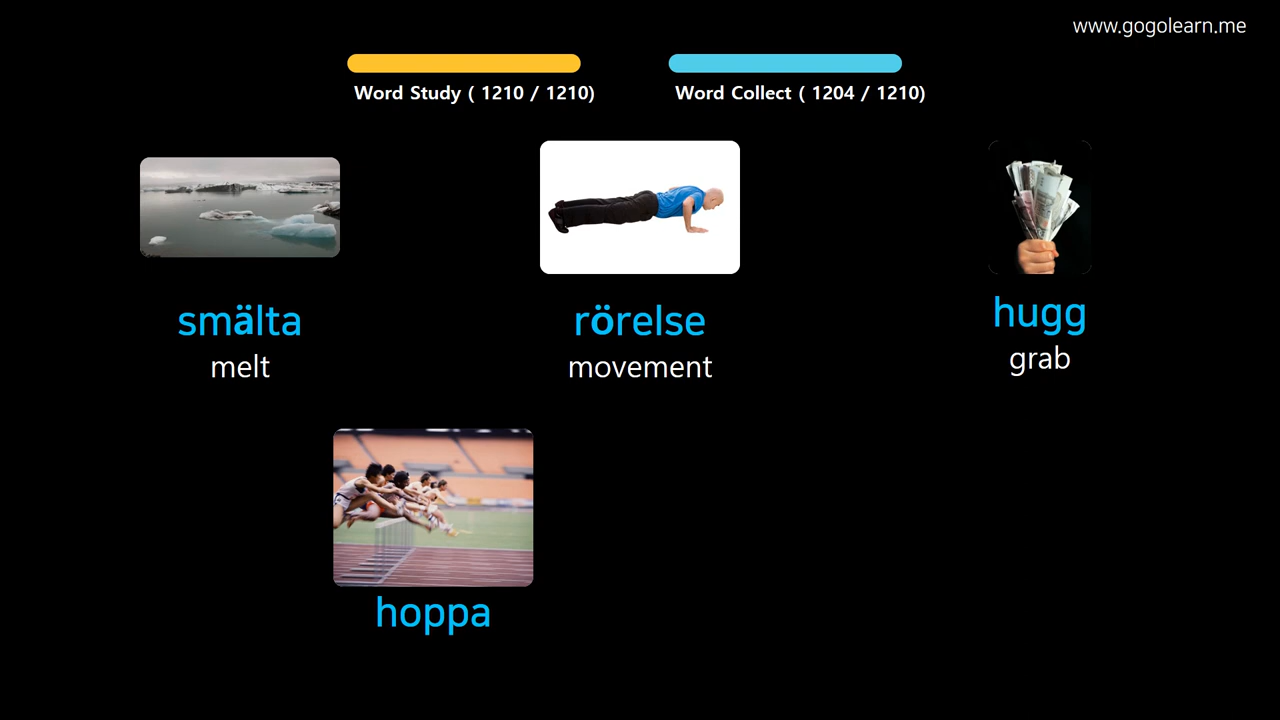 www.gogolearn.me
Word Study ( 1210 / 1210)
Word Collect ( 1204 / 1210)
smälta
melt
rörelse
movement
hugg
grab
hoppa